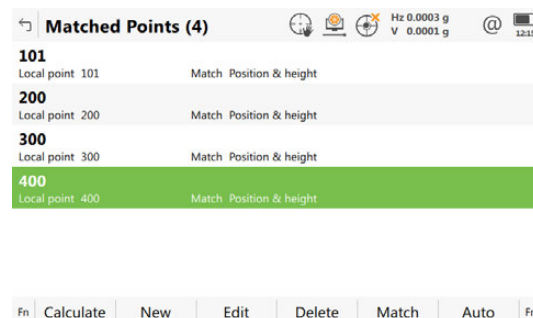 Matched Points (4)
Hz 0.0003 g
V 0.0001 g
@
101
Local point 101 Match Position & height
200
Local point 200 Match Position & height
300
Local point 300 Match Position & height
400
Local point 400 Match Position & height
Fn Calculate New Edit Delete Match Auto